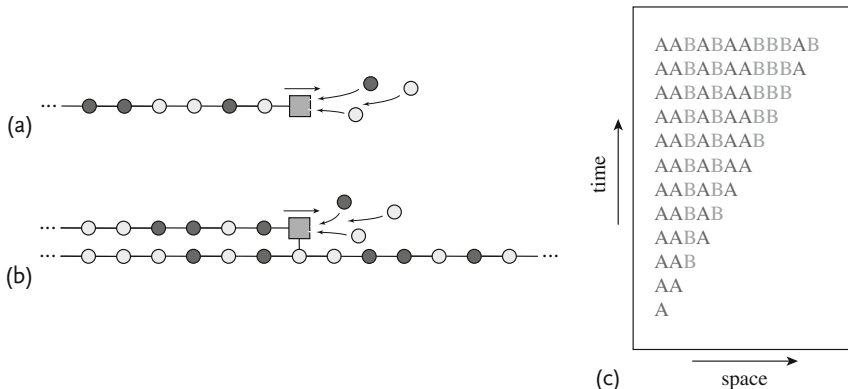 ···
(a)
···
··· ···
(b)
AABABAABBBAB
AABABAABBBA
AABABAABBB
AABABAABB
AABABAAB
AABABAA
AABABA
AABAB
AABA
AAB
AA
A
time
space
(c)